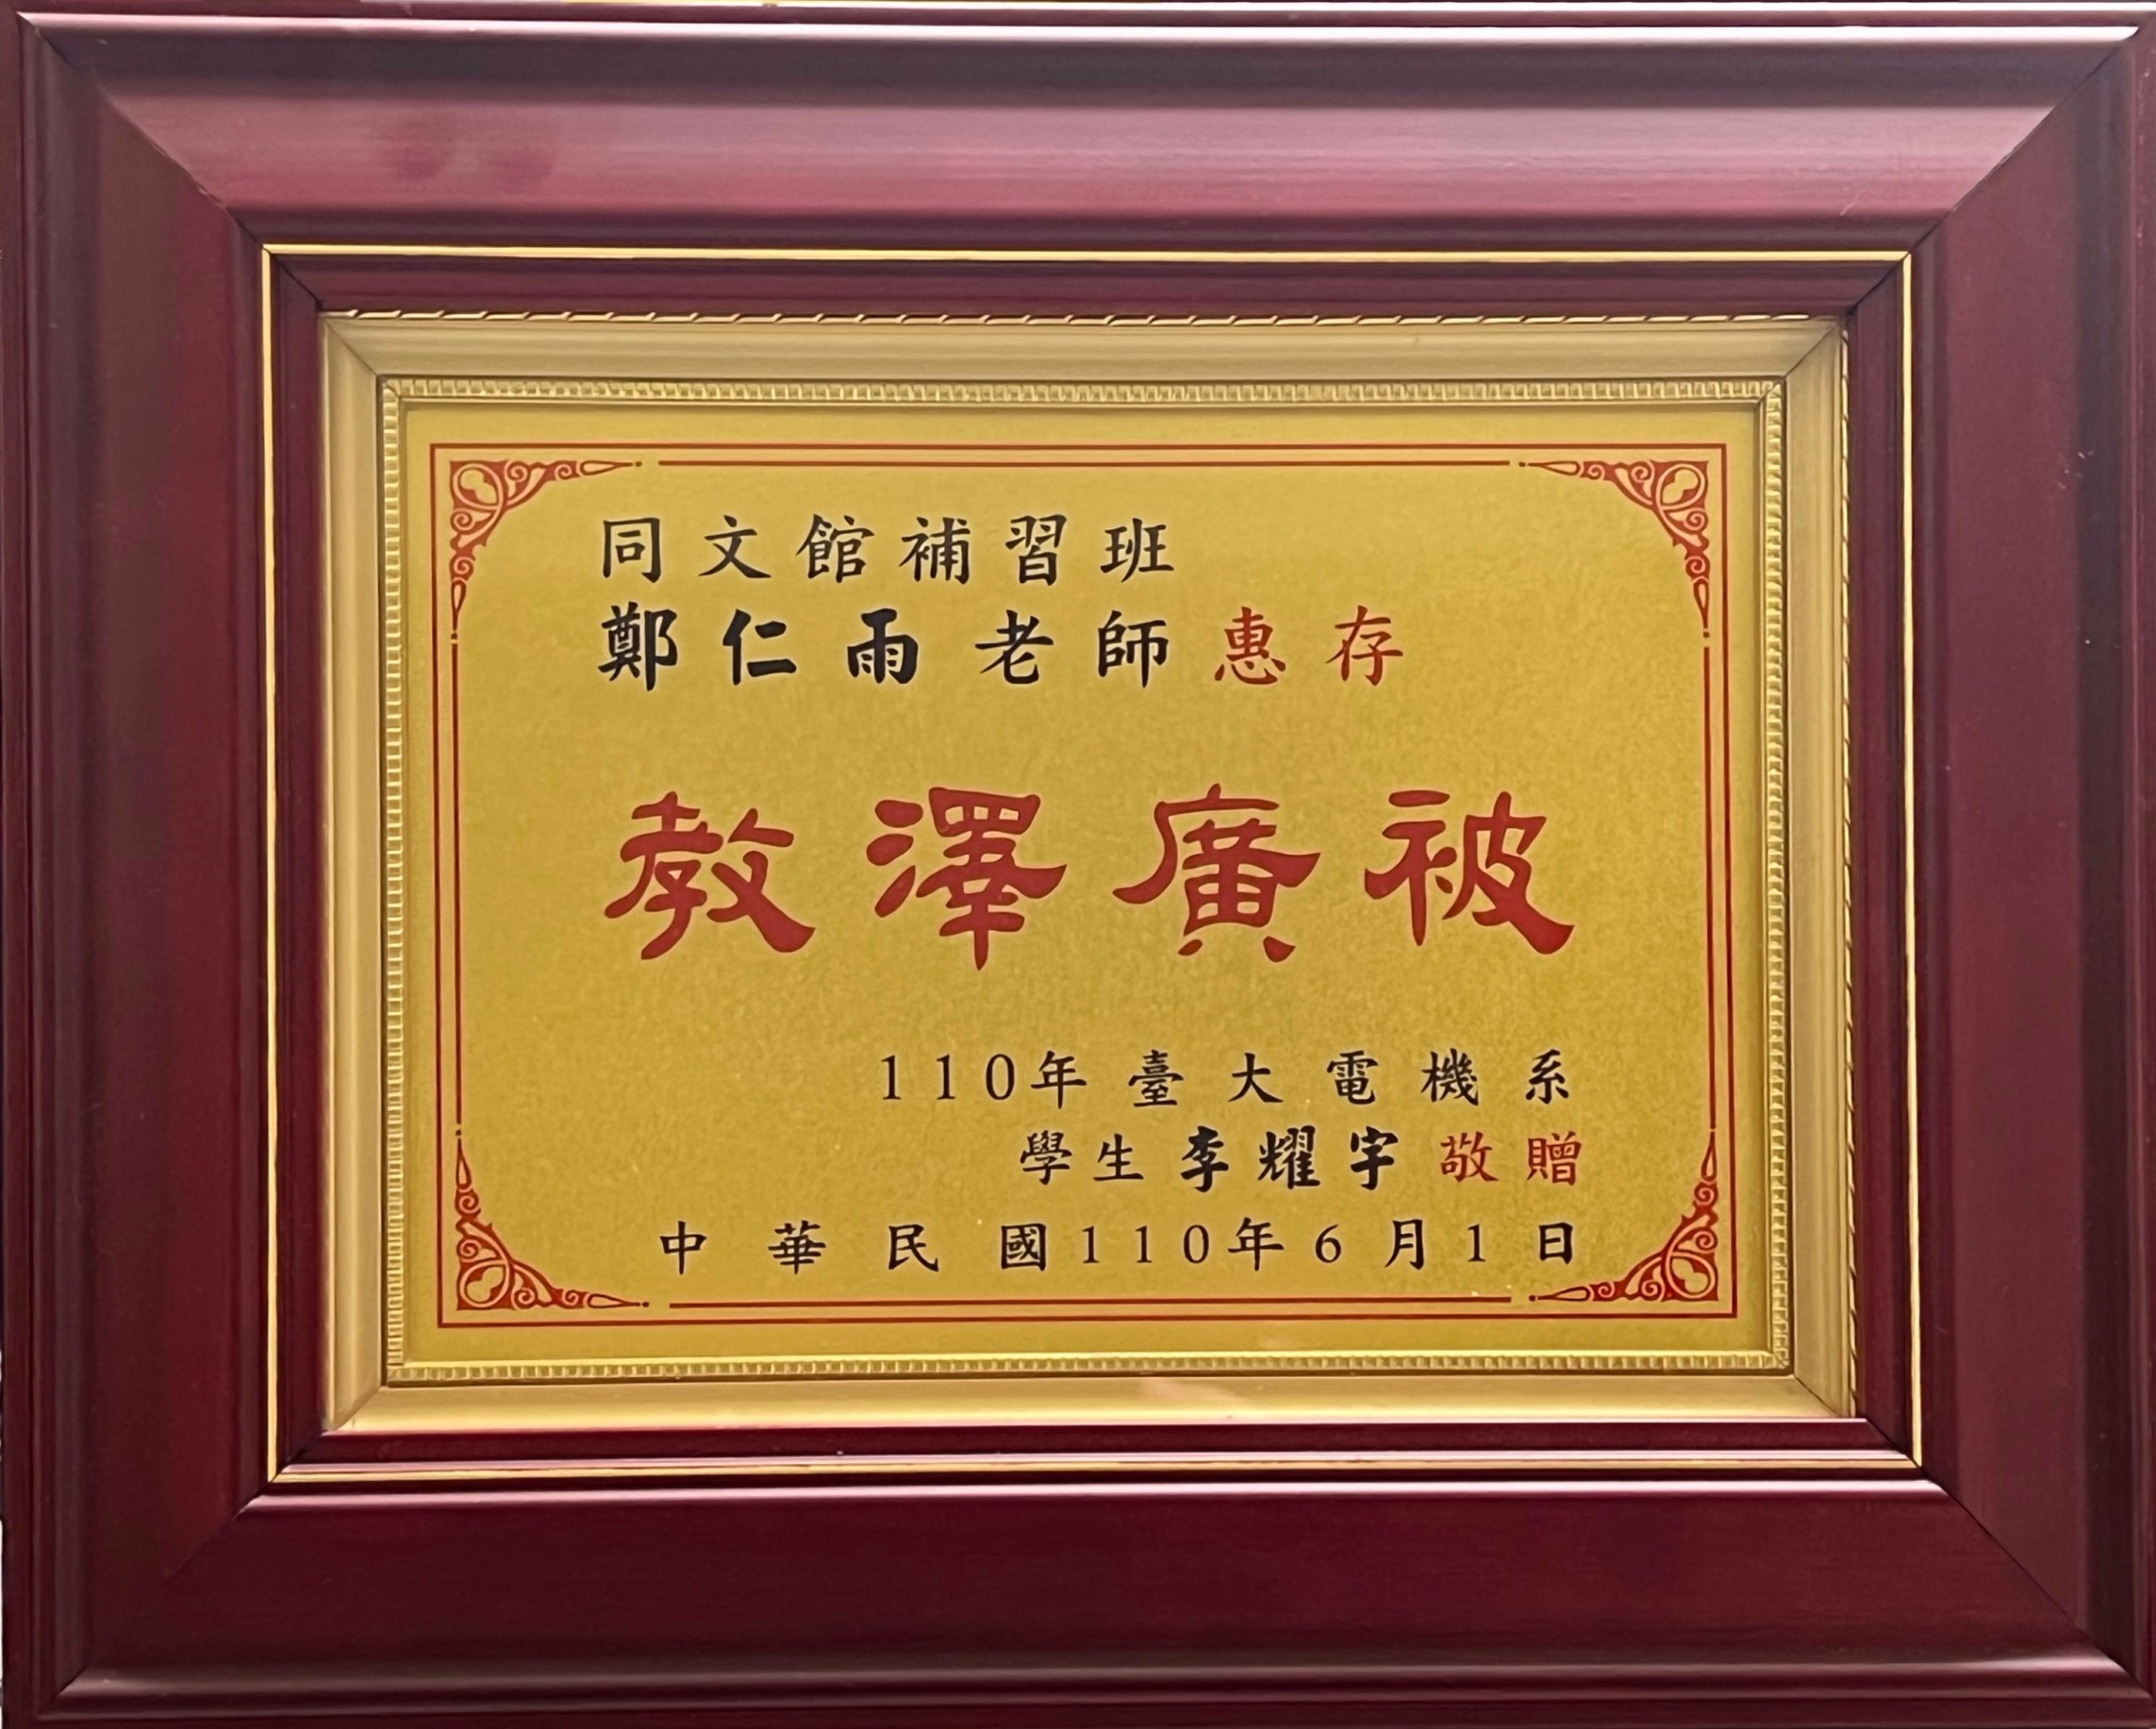 同文館補習班
鄭仁雨老師惠存
教澤廣被
110年臺大電機系
學生李耀宇敬贈
中華民國110年6月1日